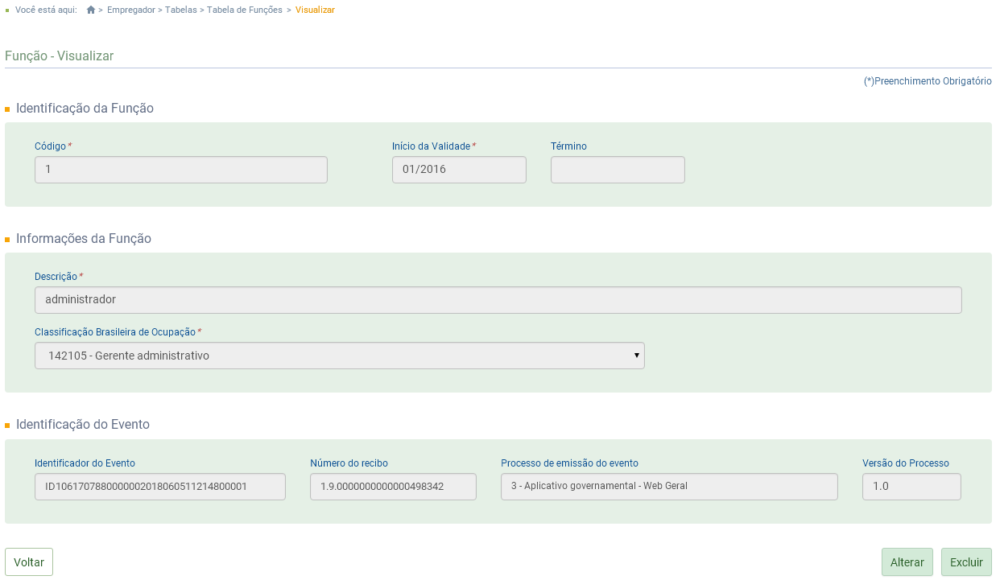 Você está aqui: > Empregador > Tabelas > Tabela de Funções > Visualizar
Função - Visualizar
(*)Preenchimento Obrigatório
Identificação da Função
Código* Início da Validade* Término
1 01/2016
Informações da Função
Descrição*
administrador
Classificação Brasileira de Ocupação*
142105 - Gerente administrativo
Identificação do Evento
Identificador do Evento Número do recibo Processo de emissão do evento Versão do Processo
ID1061707880000002018060511214800001 1.9.0000000000000498342 3 - Aplicativo governamental - Web Geral 1.0
Voltar Alterar Excluir